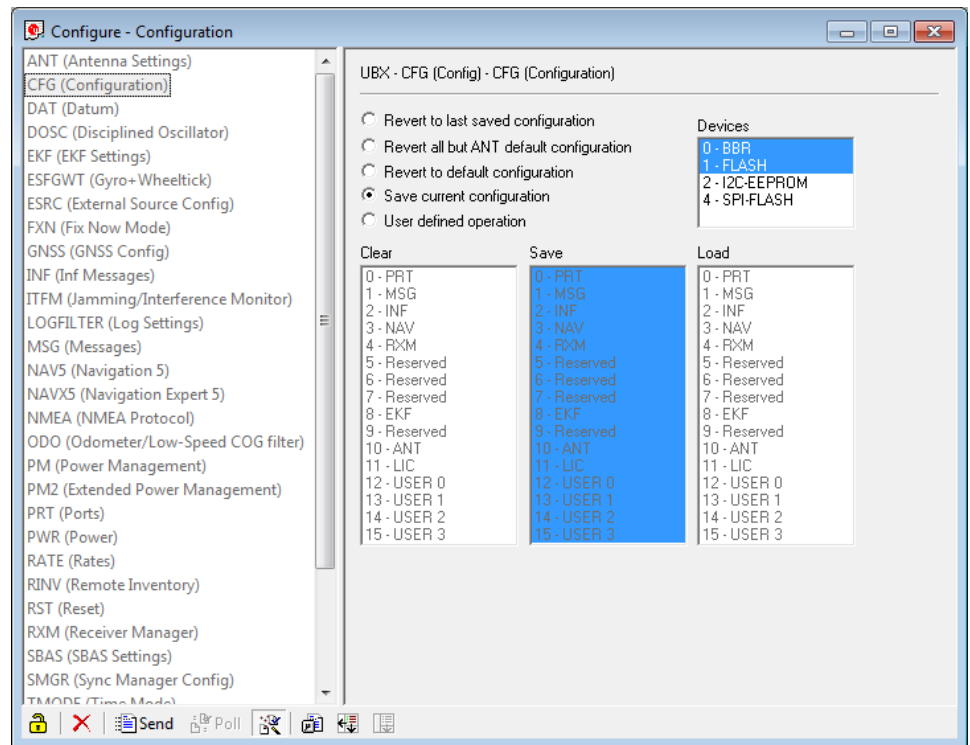 Configure - Configuration
ANT (Antenna Settings)
CFG (Configuration)
DAT (Datum)
DOSC (Disciplined Oscillator)
EKF (EKF Settings)
ESFGWT (Gyro+Wheeltick)
ESRC (External Source Config)
FXN (Fix Now Mode)
GNSS (GNSS Config)
INF (Inf Messages)
ITFM (Jamming/Interference Monitor)
LOGFILTER (Log Settings)
MSG (Messages)
NAV5 (Navigation 5)
NAVX5 (Navigation Expert 5)
NMEA (NMEA Protocol)
ODO (Odometer/Low-Speed COG filter)
PM (Power Management)
PM2 (Extended Power Management)
PRT (Ports)
PWR (Power)
RATE (Rates)
RINV (Remote Inventory)
RST (Reset)
RXM (Receiver Manager)
SBAS (SBAS Settings)
SMGR (Sync Manager Config)
TMODE (Time Mode)
UBX - CFG (Config) - CFG (Configuration)
Revert to last saved configuration
Revert all but ANT default configuration
Revert to default configuration
Save current configuration
User defined operation
Devices
0 - BBR
1 - FLASH
2 - I2C-EEPROM
4 - SPI-FLASH
Clear
0 - PRT
1 - MSG
2 - INF
3 - NAV
4 - RXM
5 - Reserved
6 - Reserved
7 - Reserved
8 - EKF
9 - Reserved
10 - ANT
11 - LIC
12 - USER 0
13 - USER 1
14 - USER 2
15 - USER 3
Save
0 - PRT
1 - MSG
2 - INF
3 - NAV
4 - RXM
5 - Reserved
6 - Reserved
7 - Reserved
8 - EKF
9 - Reserved
10 - ANT
11 - LIC
12 - USER 0
13 - USER 1
14 - USER 2
15 - USER 3
Load
0 - PRT
1 - MSG
2 - INF
3 - NAV
4 - RXM
5 - Reserved
6 - Reserved
7 - Reserved
8 - EKF
9 - Reserved
10 - ANT
11 - LIC
12 - USER 0
13 - USER 1
14 - USER 2
15 - USER 3
Send Poll